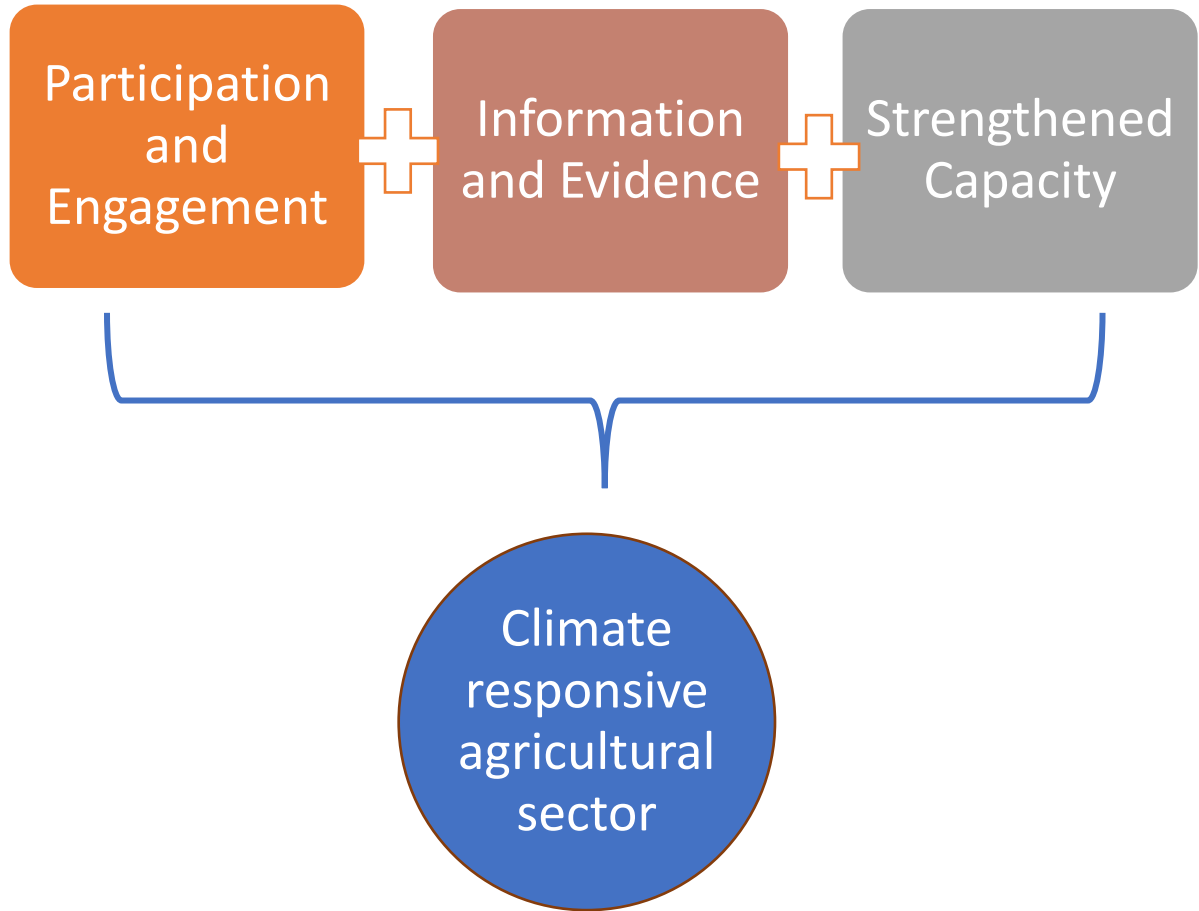 Participation
and
Engagement
Information
and Evidence
Strengthened
Capacity
Climate
responsive
agricultural
sector